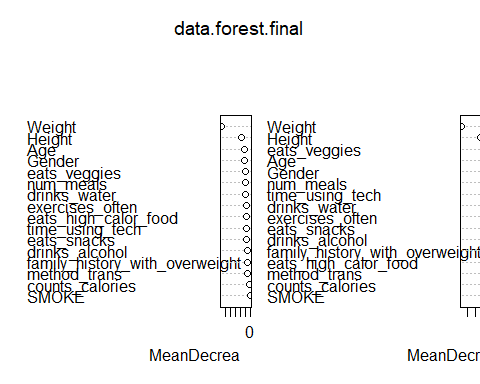 data.forest.final
Weight
Height
Age
Gender
eats_veggies
num_meals
drinks_water
exercises_often
eats_high_calor_food
time_using_tech
eats_snacks
drinks_alcohol
family_history_with_overweight
method_trans
counts_calories
SMOKE
0
MeanDecrea
Weight
Height
eats_veggies
Age
Gender
num_meals
time_using_tech
drinks_water
exercises_often
eats_snacks
drinks_alcohol
family_history_with_overweight
eats_high_calor_food
method_trans
counts_calories
SMOKE
MeanDecrea